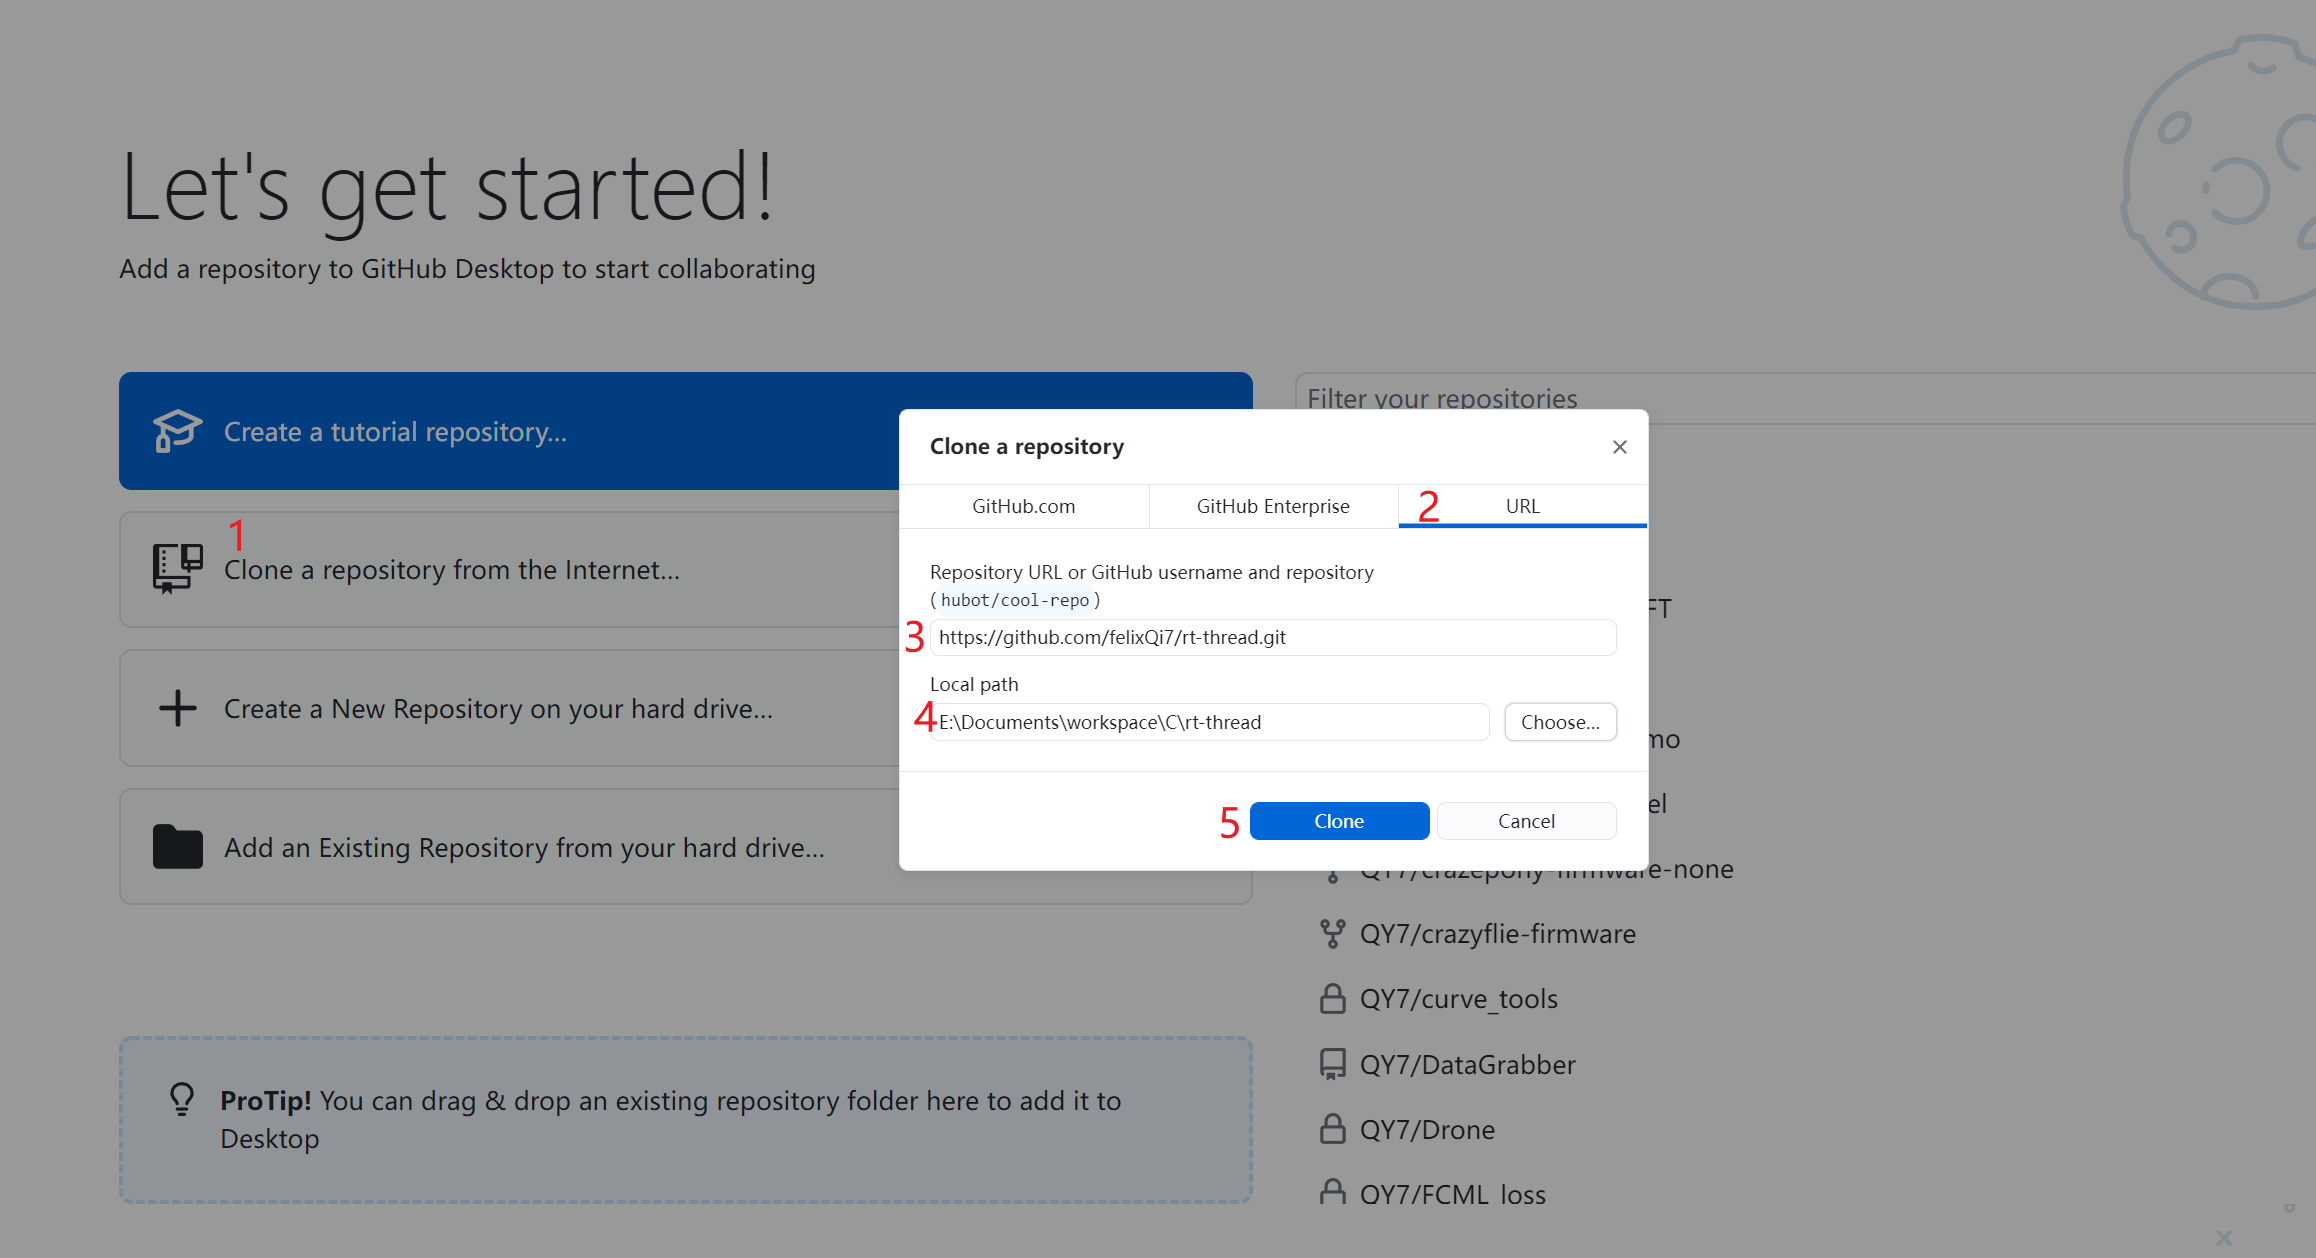 Let's get started!
Add a repository to GitHub Desktop to start collaborating
Create a tutorial repository...
1
Clone a repository from the Internet...
Create a New Repository on your hard drive...
Add an Existing Repository from your hard drive...
ProTip! You can drag & drop an existing repository folder here to add it to
Desktop
Filter your repositories
Clone a repository
GitHub.com
GitHub Enterprise
2
URL
Repository URL or GitHub username and repository
(hubot/cool-repo)
3
https://github.com/felixQi7/rt-thread.git
Local path
4
E:\Documents\workspace\C\rt-thread
Choose...
5
Clone
Cancel
FT
mo
el
QY7/crazepony-firmware-none
QY7/crazyflie-firmware
QY7/curve_tools
QY7/DataGrabber
QY7/Drone
QY7/FCML_loss